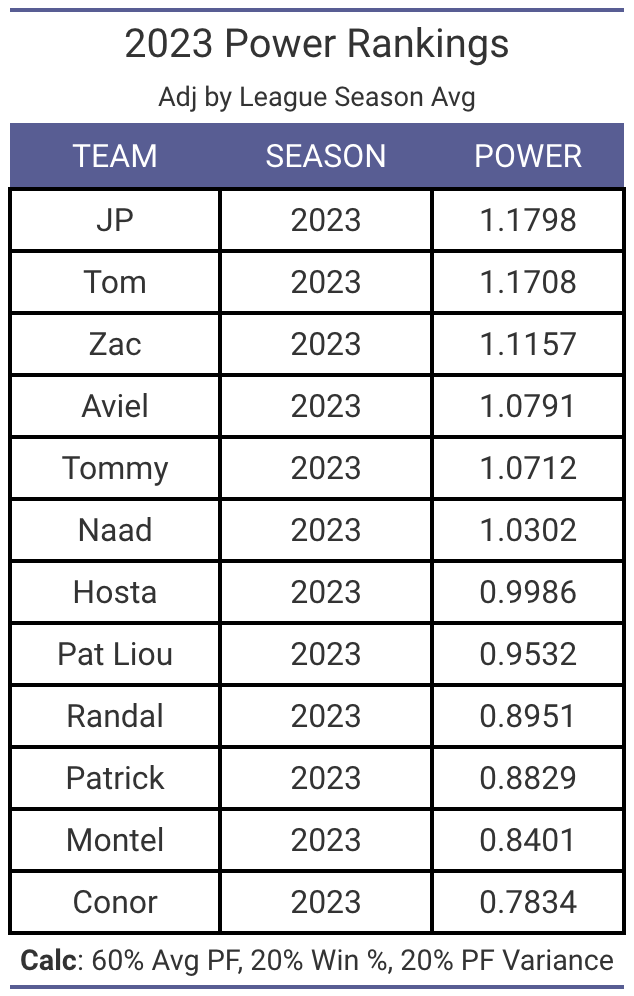 2023 Power Rankings
Adj by League Season Avg
TEAM SEASON POWER
JP 2023 1.1798
Tom 2023 1.1708
Zac 2023 1.1157
Aviel 2023 1.0791
Tommy 2023 1.0712
Naad 2023 1.0302
Hosta 2023 0.9986
Pat Liou 2023 0.9532
Randal 2023 0.8951
Patrick 2023 0.8829
Montel 2023 0.8401
Conor 2023 0.7834
Calc: 60% Avg PF, 20% Win %, 20% PF Variance